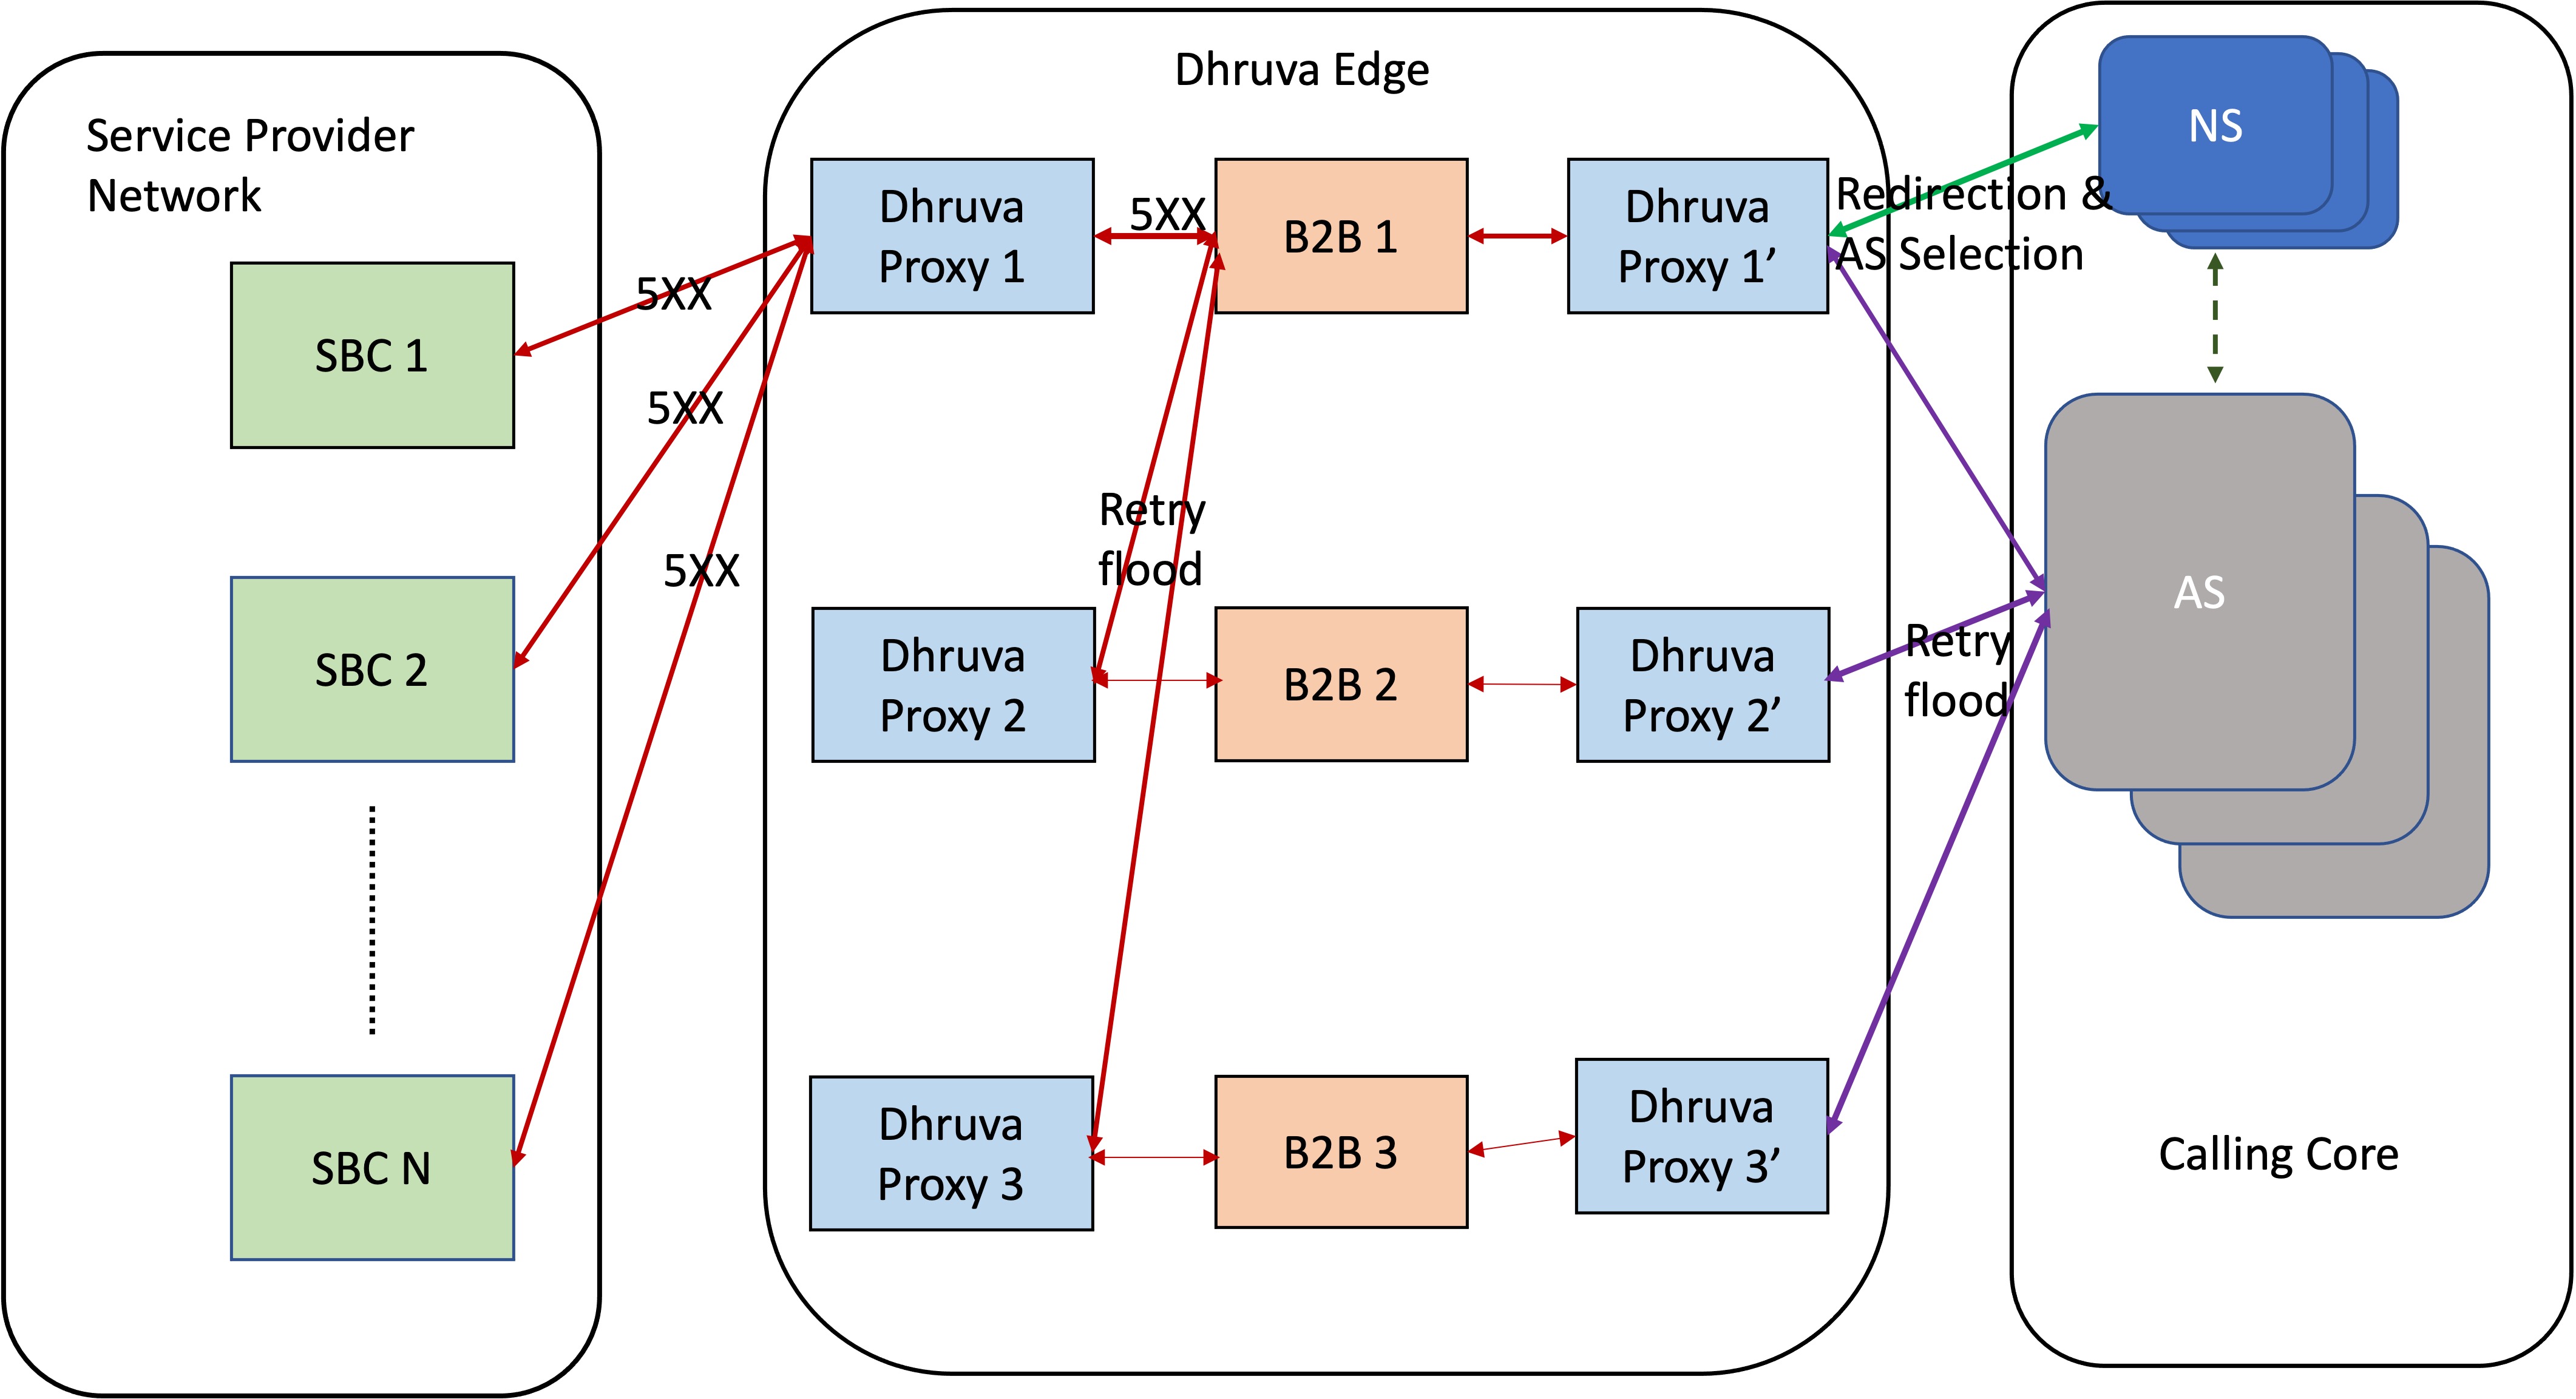 Service Provider
Network
SBC 1
SBC 2
SBC N
5XX
5XX
5XX
Dhruva Edge
Dhruva
Proxy 1
5XX
B2B 1
Dhruva
Proxy 1’
Retry
flood
Dhruva
Proxy 2
B2B 2
Dhruva
Proxy 2’
Dhruva
Proxy 3
B2B 3
Dhruva
Proxy 3’
Redirection &
AS Selection
Retry
flood
NS
AS
Calling Core